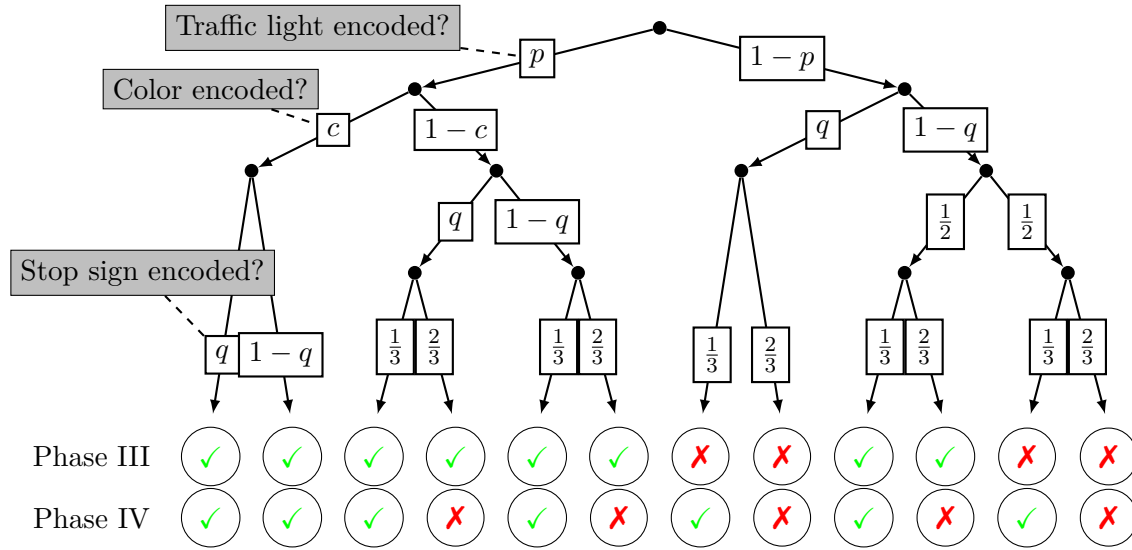 Traffic light encoded?
p
1 − p
Color encoded?
c
1 − c
q
1 − q
q
1 − q
1/2
1/2
Stop sign encoded?
q
1 − q
1/3
2/3
1/3
2/3
1/3
2/3
1/3
2/3
1/3
2/3
Phase III ✓ ✓ ✓ ✓ ✓ ✓ ✗ ✗ ✓ ✓ ✗ ✗
Phase IV ✓ ✓ ✓ ✗ ✓ ✗ ✓ ✗ ✓ ✗ ✓ ✗